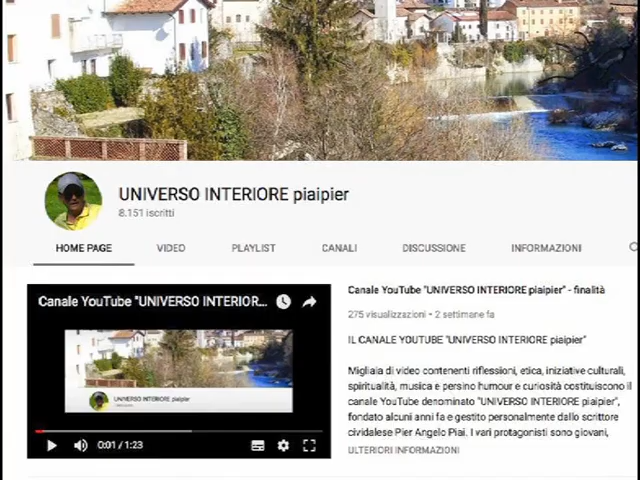 UNIVERSO INTERIORE piaipier
8.151 iscritti
HOME PAGE VIDEO PLAYLIST CANALI DISCUSSIONE INFORMAZIONI
Canale YouTube "UNIVERSO INTERIOR...
UNIVERSO INTERIORE piaipier
0:01 / 1:23
Canale YouTube "UNIVERSO INTERIORE piaipier" - finalità
275 visualizzazioni • 2 settimane fa
IL CANALE YOUTUBE "UNIVERSO INTERIORE piaipier"
Migliaia di video contenenti riflessioni, etica, iniziative culturali,
spiritualità, musica e persino humour e curiosità costituiscono il
canale YouTube denominato "UNIVERSO INTERIORE piaipier",
fondato alcuni anni fa e gestito personalmente dallo scrittore
cividalese Pier Angelo Piai. I vari protagonisti sono giovani,
ULTERIORI INFORMAZIONI